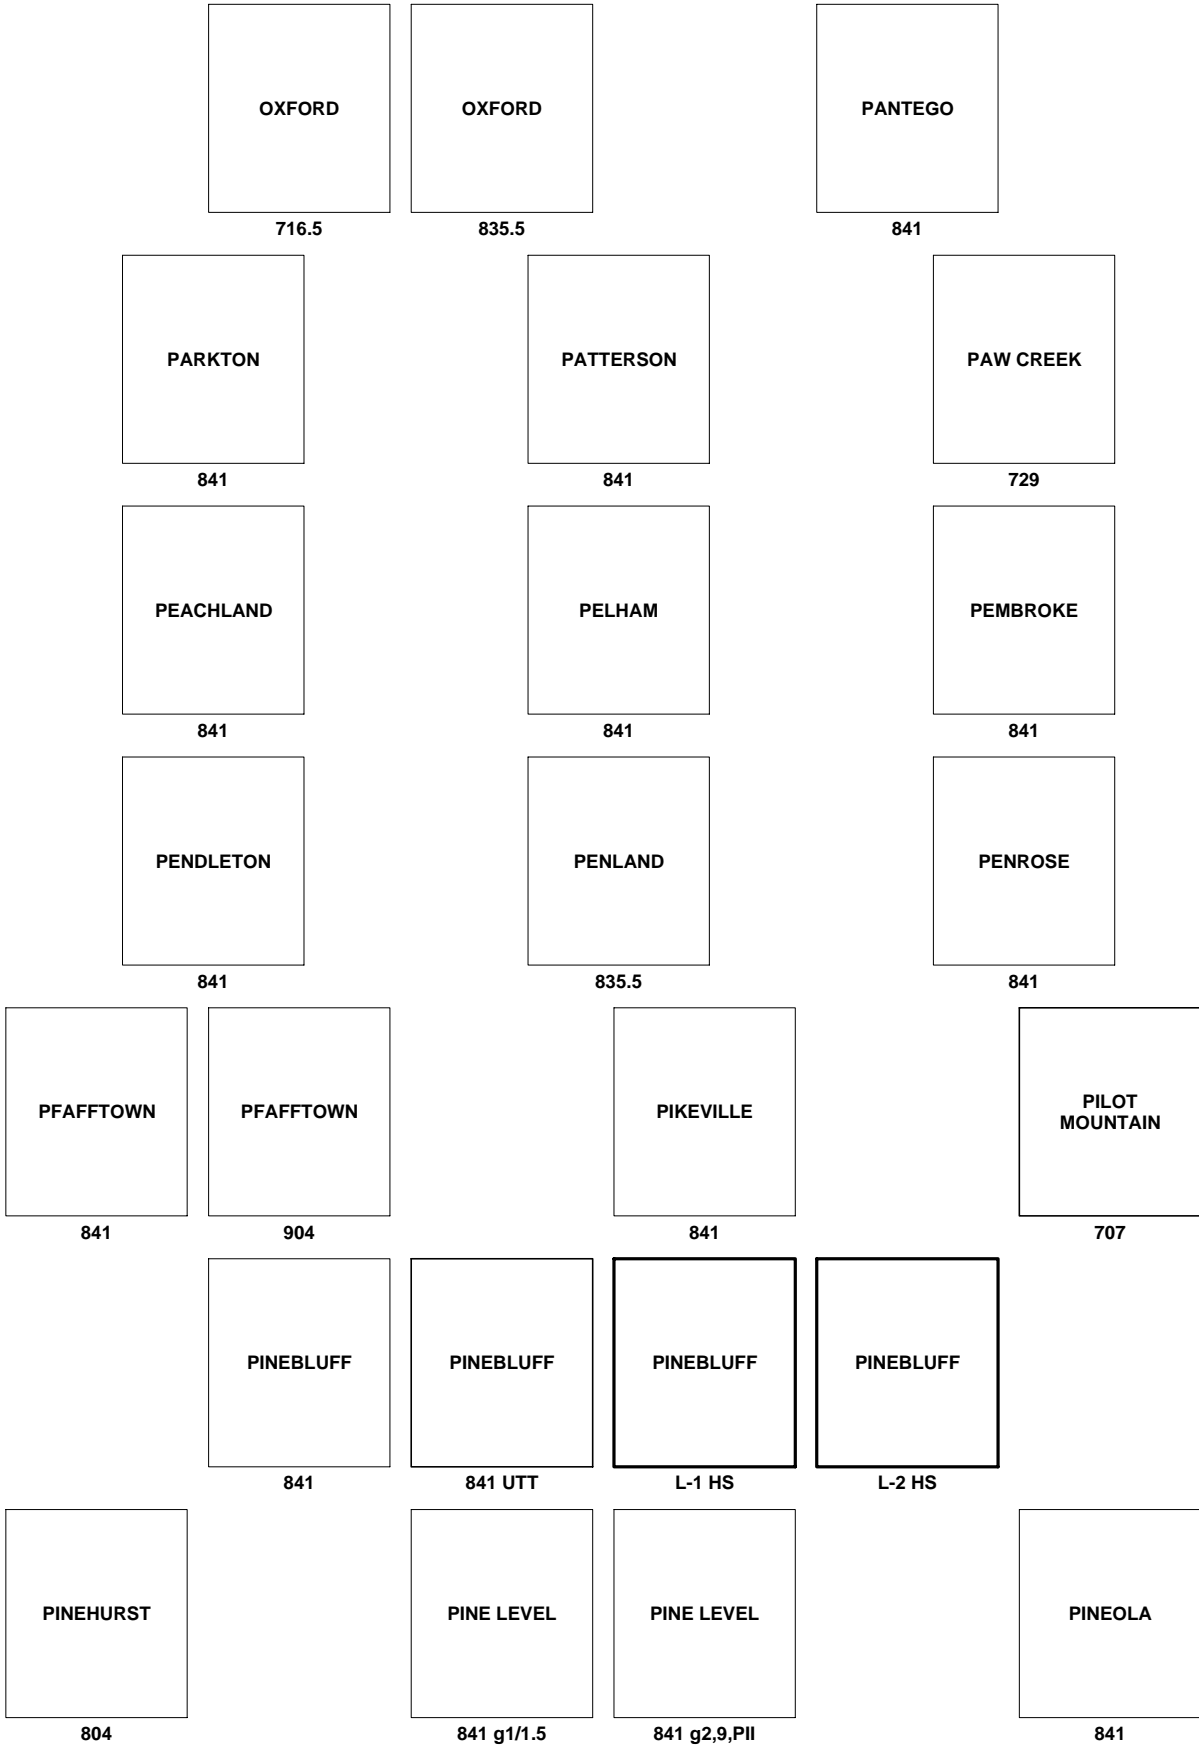 OXFORD
OXFORD
PANTEGO
716.5
835.5
841
PARKTON
PATTERSON
PAW CREEK
841
841
729
PEACHLAND
PELHAM
PEMBROKE
841
841
841
PENDLETON
PENLAND
PENROSE
841
835.5
841
PFAFFTOWN
PFAFFTOWN
PIKEVILLE
PILOT
MOUNTAIN
841
904
841
707
PINEBLUFF
PINEBLUFF
PINEBLUFF
PINEBLUFF
841
841 UTT
L-1 HS
L-2 HS
PINEHURST
PINE LEVEL
PINE LEVEL
PINEOLA
804
841 g1/1.5
841 g2,9,PII
841